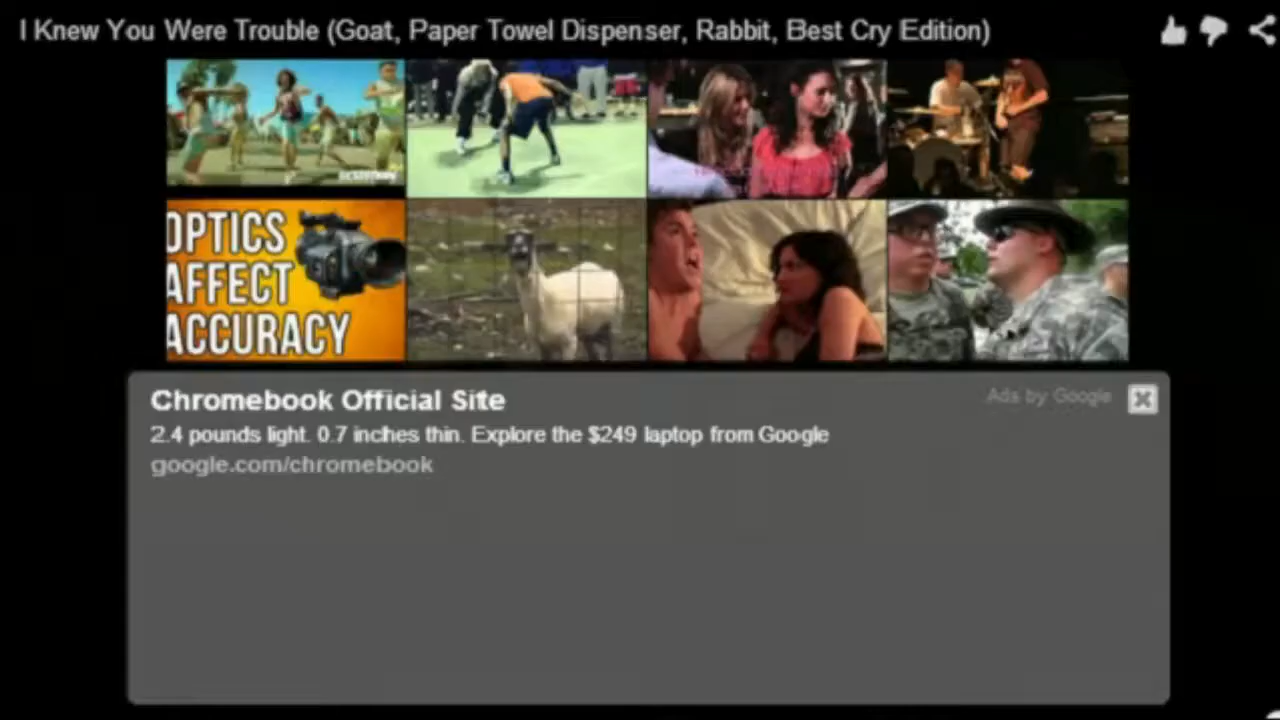 I Knew You Were Trouble (Goat, Paper Towel Dispenser, Rabbit, Best Cry Edition)
OPTICS
AFFECT
ACCURACY
Chromebook Official Site
Ads by Google
2.4 pounds light. 0.7 inches thin. Explore the $249 laptop from Google
google.com/chromebook